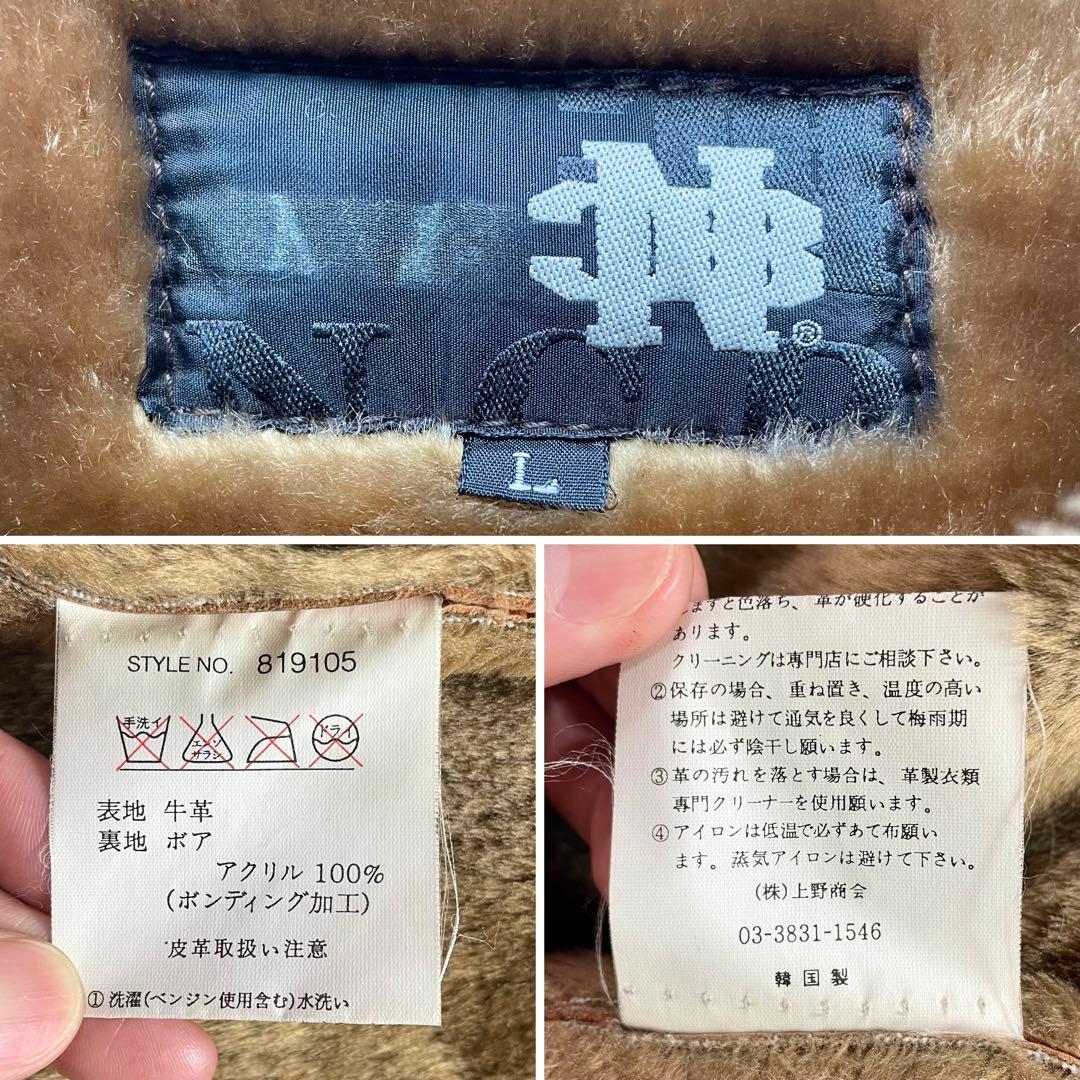 N
B
®
L
STYLE NO. 819105
手洗イ
エンソ
サラシ
ドライ
表地 牛革
裏地 ボア
アクリル 100%
(ボンディング加工)
皮革取扱い注意
①洗濯(ベンジン使用含む)水洗い
しますと色落ち、革が硬化することが
あります。
クリーニングは専門店にご相談下さい。
②保存の場合、重ね置き、温度の高い
場所は避けて通気を良くして梅雨期
には必ず陰干し願います。
③革の汚れを落とす場合は、革製衣類
専門クリーナーを使用願います。
④アイロンは低温で必ずあて布願い
ます。蒸気アイロンは避けて下さい。
(株)上野商会
03-3831-1546
韓国製